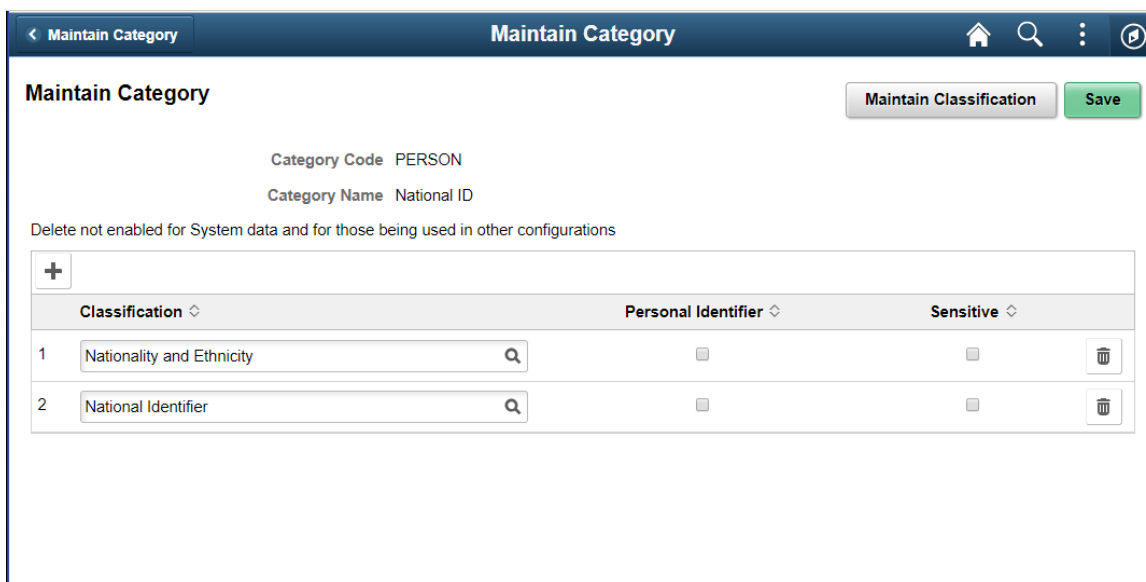 Maintain Category Maintain Category
Maintain Category Maintain Classification Save
Category Code PERSON
Category Name National ID
Delete not enabled for System data and for those being used in other configurations
Classification Personal Identifier Sensitive
1 Nationality and Ethnicity
2 National Identifier